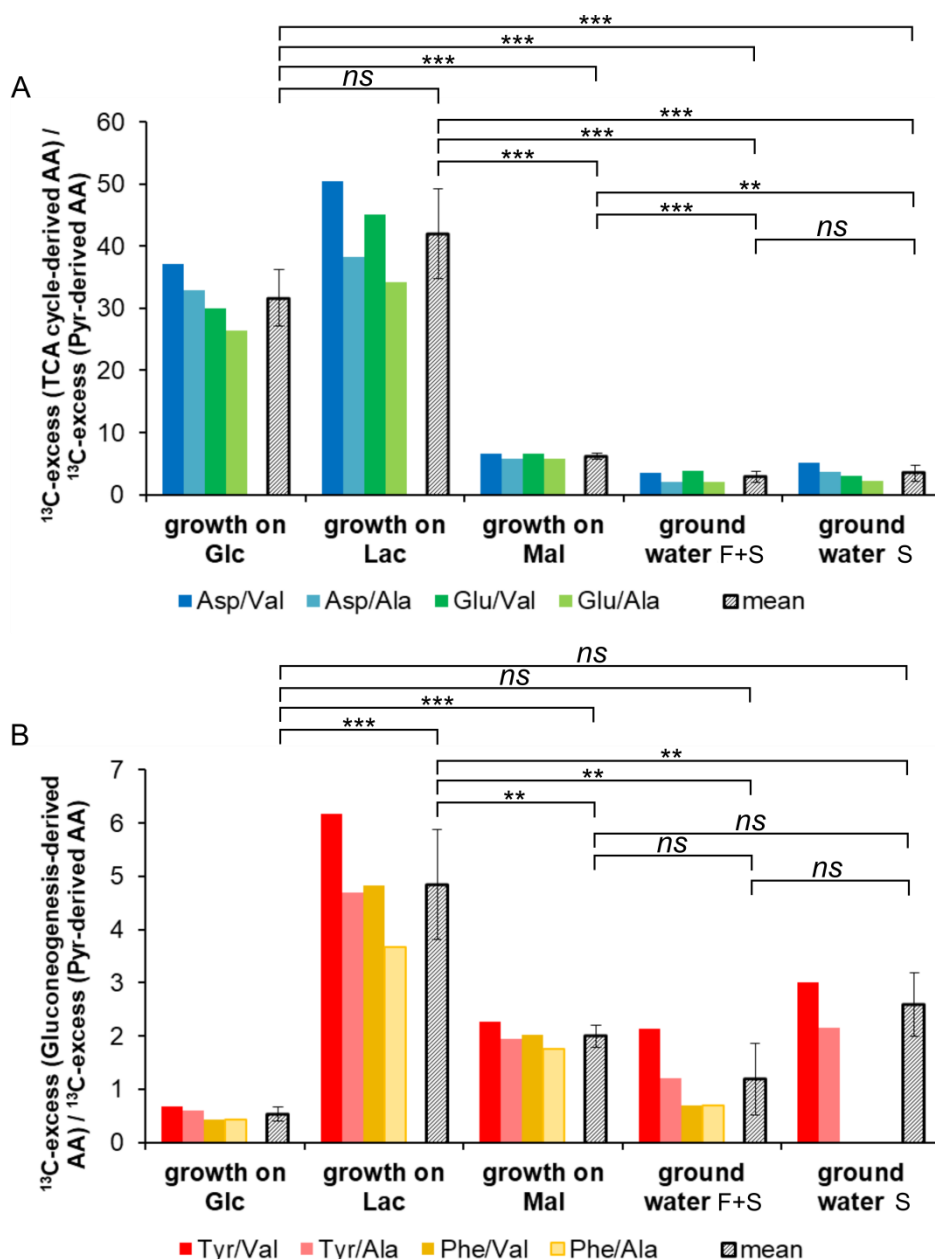 ***
***
***
A
ns
60
***
50
***
***
**
40
***
ns
30
20
10
0
¹³C-excess (TCA cycle-derived AA) /
¹³C-excess (Pyr-derived AA)
growth on growth on growth on ground ground
Glc Lac Mal water F+S water S
Asp/Val Asp/Ala Glu/Val Glu/Ala mean
ns
ns
***
B
***
7
**
**
6
**
ns
5
ns
ns
4
3
2
1
0
¹³C-excess (Gluconeogenesis-derived
AA) / ¹³C-excess (Pyr-derived AA)
growth on growth on growth on ground ground
Glc Lac Mal water F+S water S
Tyr/Val Tyr/Ala Phe/Val Phe/Ala mean